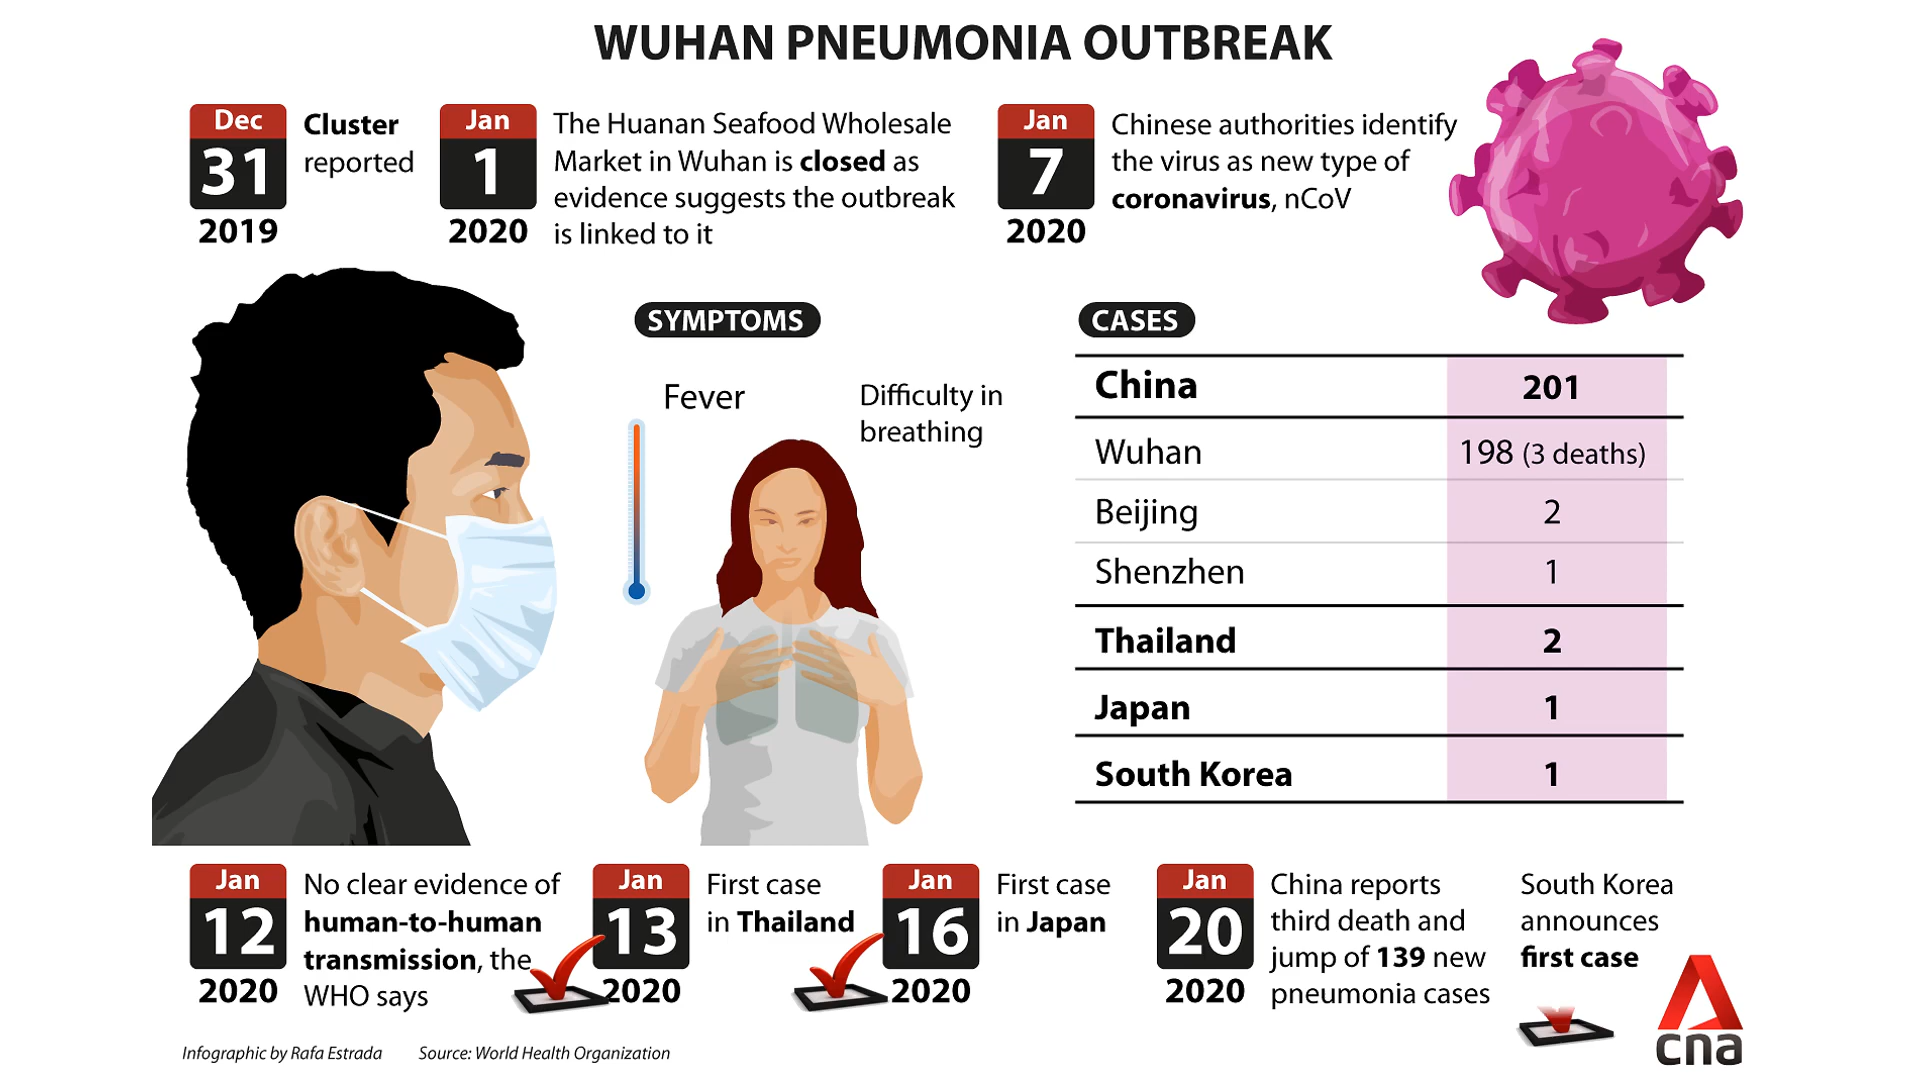 WUHAN PNEUMONIA OUTBREAK
Dec
31
2019
Cluster
reported
Jan
1
2020
The Huanan Seafood Wholesale
Market in Wuhan is closed as
evidence suggests the outbreak
is linked to it
Jan
7
2020
Chinese authorities identify
the virus as new type of
coronavirus, nCoV
SYMPTOMS
Fever
Difficulty in
breathing
CASES
China 201
Wuhan 198 (3 deaths)
Beijing 2
Shenzhen 1
Thailand 2
Japan 1
South Korea 1
Jan
12
2020
No clear evidence of
human-to-human
transmission, the
WHO says
Jan
13
2020
First case
in Thailand
Jan
16
2020
First case
in Japan
Jan
20
2020
China reports
third death and
jump of 139 new
pneumonia cases
South Korea
announces
first case
Infographic by Rafa Estrada
Source: World Health Organization
cna